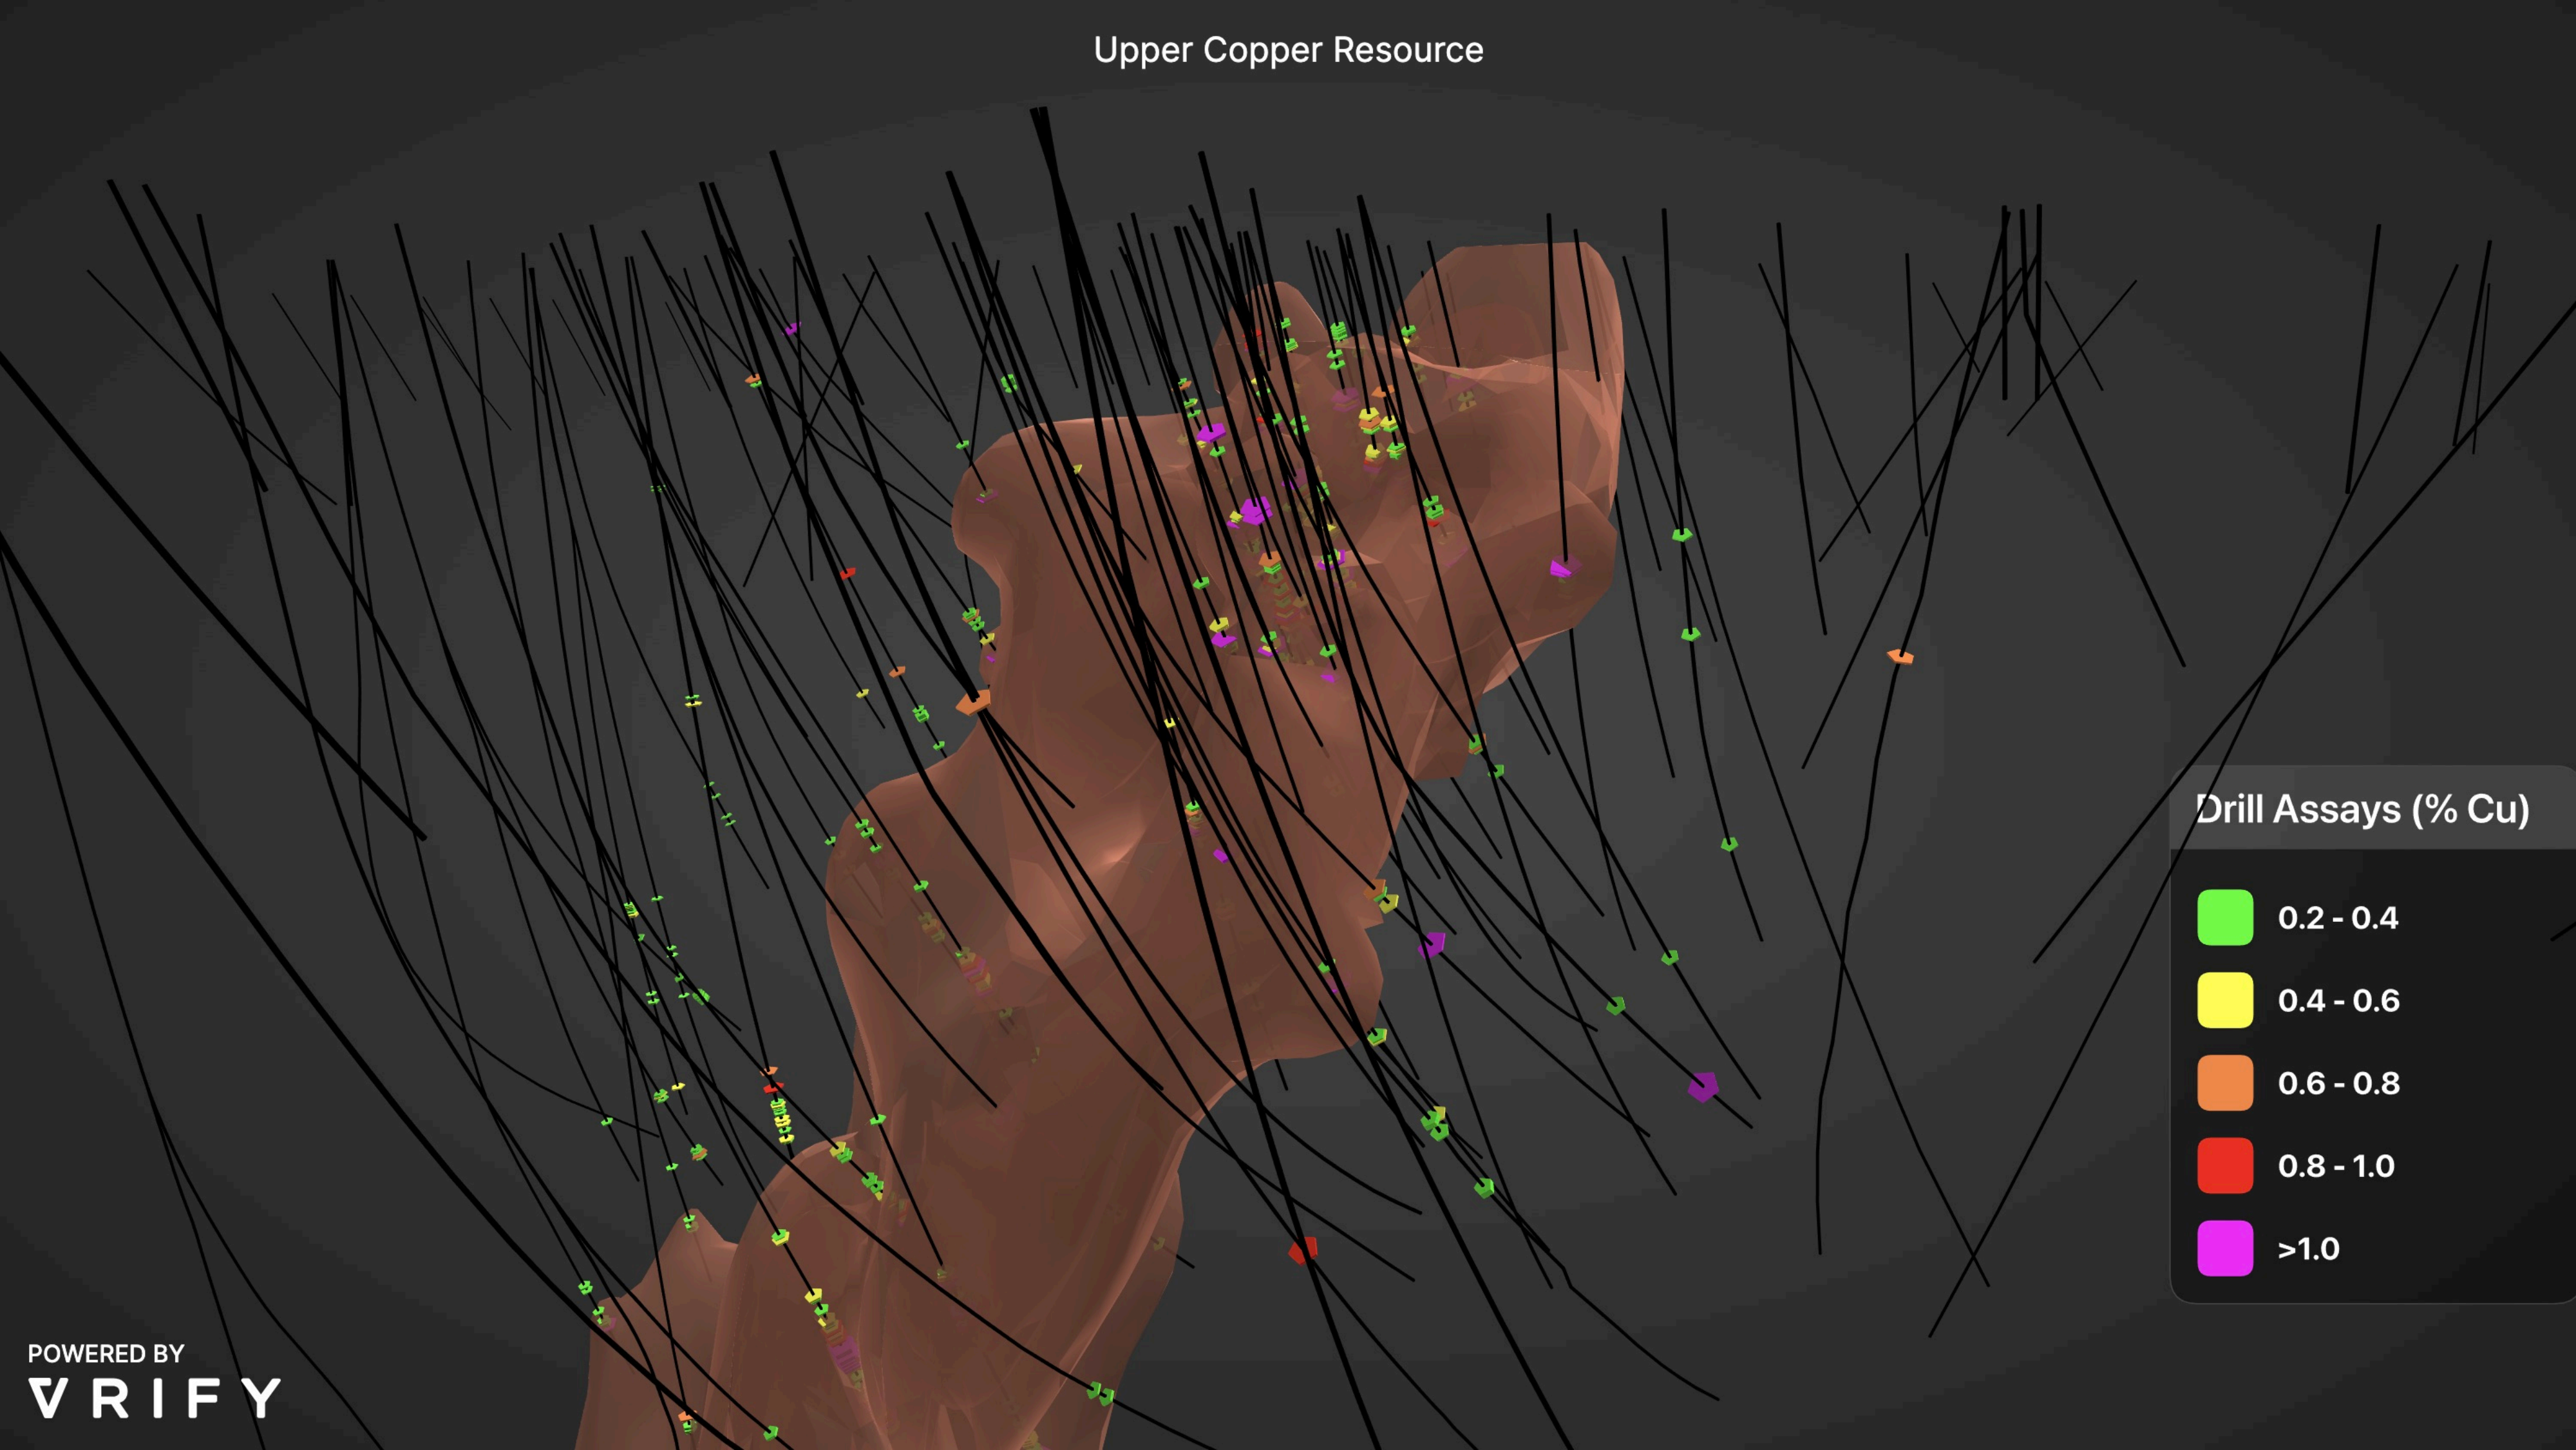 Upper Copper Resource
Drill Assays (% Cu)
0.2 - 0.4
0.4 - 0.6
0.6 - 0.8
0.8 - 1.0
>1.0
POWERED BY
VRIFY